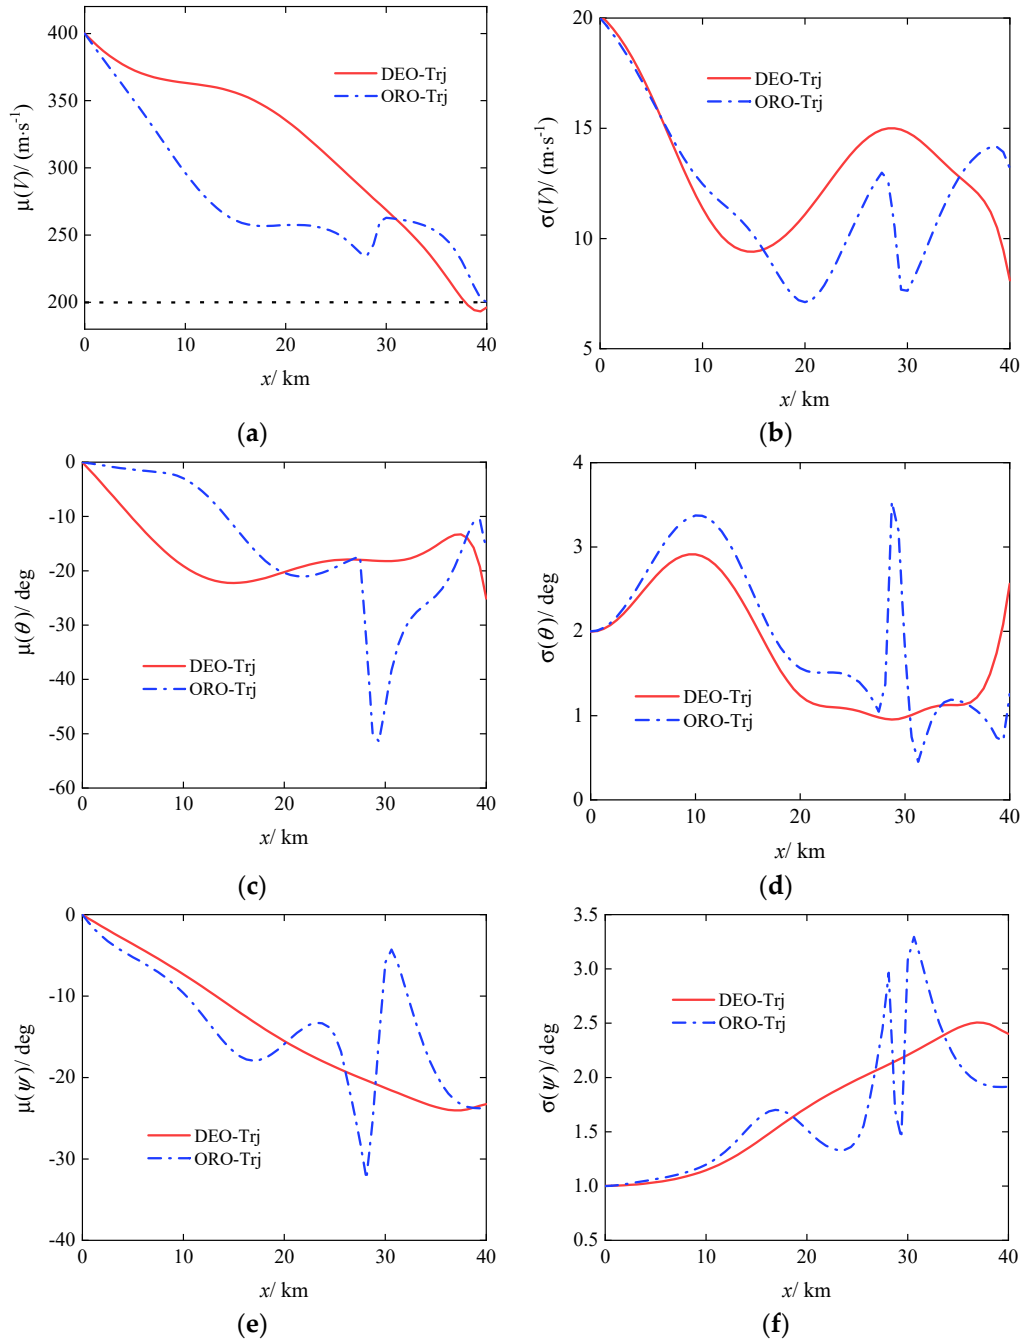 400
350
300
250
200
μ(V)/ (m·s⁻¹)
DEO-Trj
ORO-Trj
0
10
20
30
40
x/ km
(a)
20
15
10
5
σ(V)/ (m·s⁻¹)
DEO-Trj
ORO-Trj
0
10
20
30
40
x/ km
(b)
0
-10
-20
-30
-40
-50
-60
μ(θ)/ deg
DEO-Trj
ORO-Trj
0
10
20
30
40
x/ km
(c)
4
3
2
1
0
σ(θ)/ deg
DEO-Trj
ORO-Trj
0
10
20
30
40
x/ km
(d)
0
-10
-20
-30
-40
μ(ψ)/ deg
DEO-Trj
ORO-Trj
0
10
20
30
40
x/ km
(e)
3.5
3.0
2.5
2.0
1.5
1.0
0.5
σ(ψ)/ deg
DEO-Trj
ORO-Trj
0
10
20
30
40
x/ km
(f)